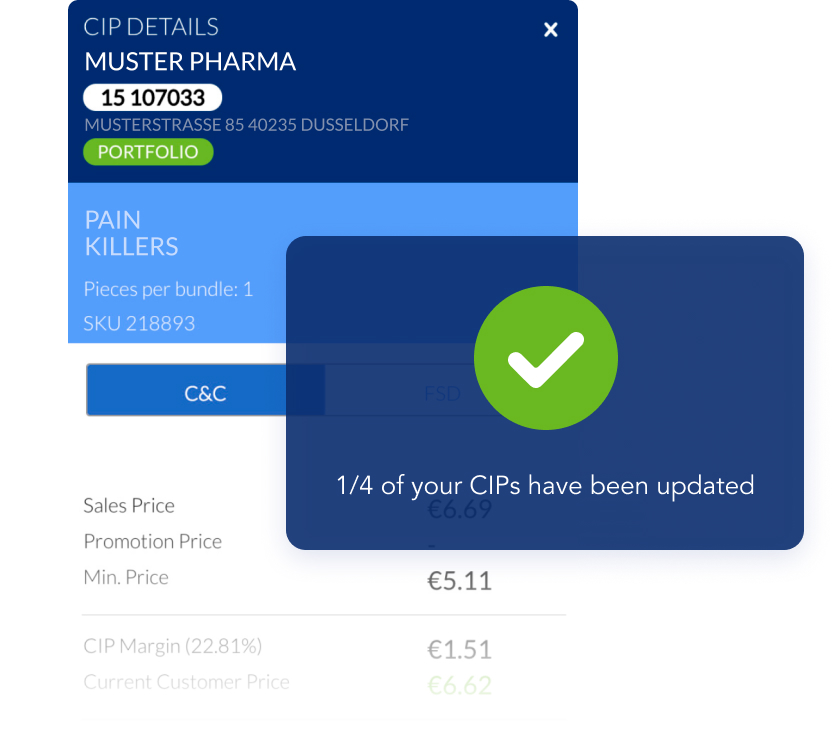 CIP DETAILS
MUSTER PHARMA
15 107033
MUSTERSTRASSE 85 40235 DUSSELDORF
PORTFOLIO
PAIN
KILLERS
Pieces per bundle: 1
SKU 218893
C&C FSD
1/4 of your CIPs have been updated
Sales Price €6.69
Promotion Price -
Min. Price €5.11
CIP Margin (22.81%) €1.51
Current Customer Price €6.62